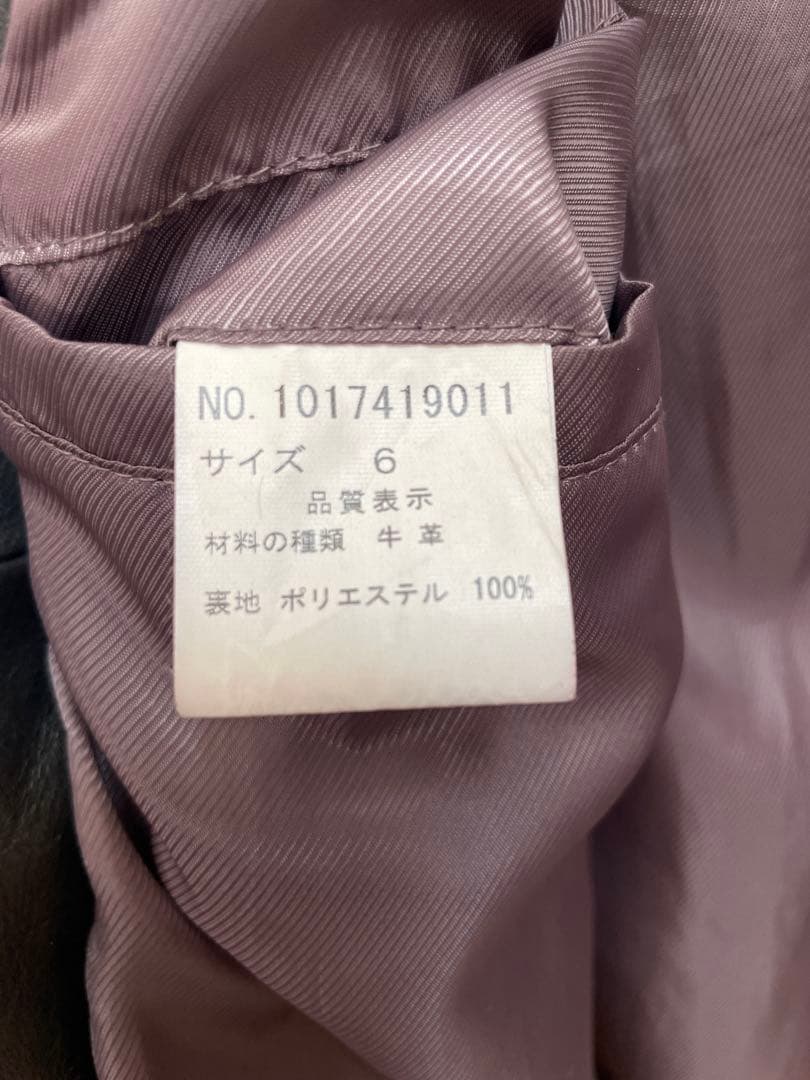 NO. 1017419011
サイズ 6
品質表示
材料の種類 牛革
裏地 ポリエステル 100%